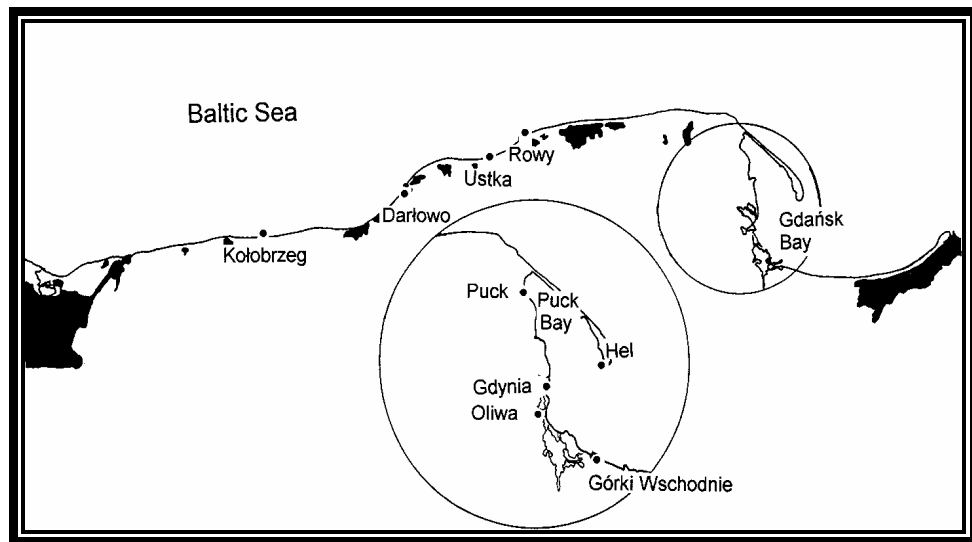 Baltic Sea
Rowy
Ustka
Darłowo
Kołobrzeg
Gdańsk
Bay
Puck
Puck
Bay
Hel
Gdynia
Oliwa
Górki Wschodnie